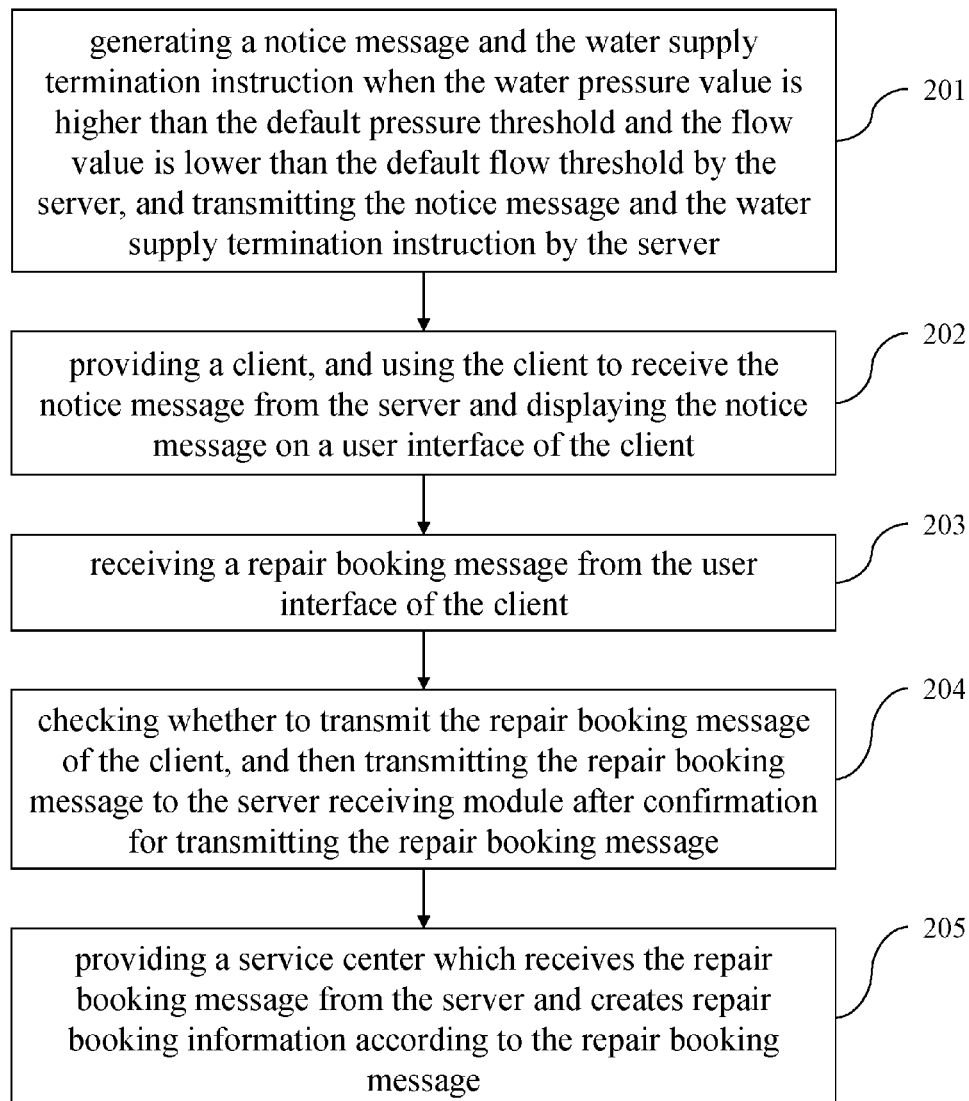 generating a notice message and the water supply
termination instruction when the water pressure value is
higher than the default pressure threshold and the flow
value is lower than the default flow threshold by the
server, and transmitting the notice message and the water
supply termination instruction by the server
201
providing a client, and using the client to receive the
notice message from the server and displaying the notice
message on a user interface of the client
202
receiving a repair booking message from the user
interface of the client
203
checking whether to transmit the repair booking message
of the client, and then transmitting the repair booking
message to the server receiving module after confirmation
for transmitting the repair booking message
204
providing a service center which receives the repair
booking message from the server and creates repair
booking information according to the repair booking
message
205